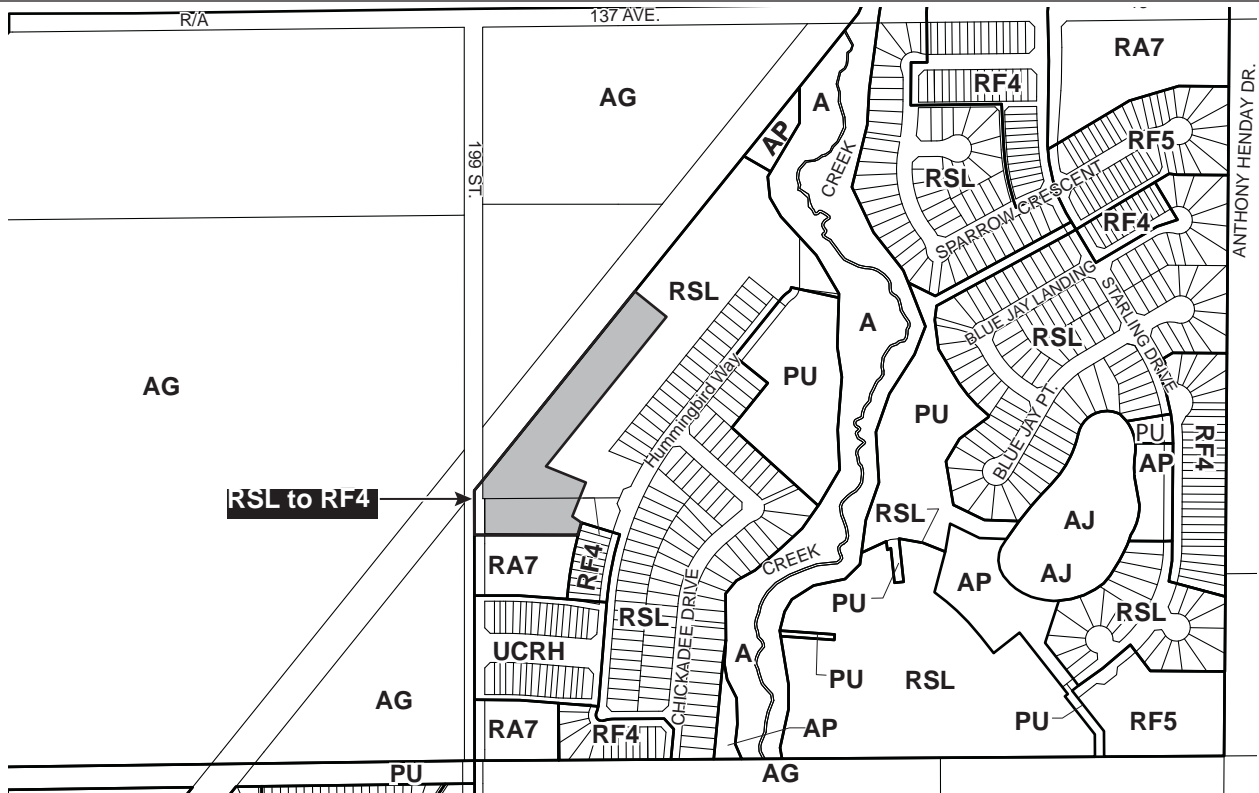 R/A
137 AVE.
AG
A
AP
199 ST.
CREEK
RF4
RA7
RF5
RSL
SPARROW CRESCENT
RF4
ANTHONY HENDAY DR.
RSL
A
BLUE JAY LANDING
RSL
STARLING DRIVE
AG
PU
Hummingbird Way
PU
BLUE JAY PT.
PU
AP
RF4
RSL to RF4
RSL
AJ
AJ
RA7
RF4
CREEK
AP
PU
RSL
RSL
UCRH
CHICKADEE DRIVE
A
PU
RSL
AG
RA7
RF4
AP
PU
RF5
PU
AG